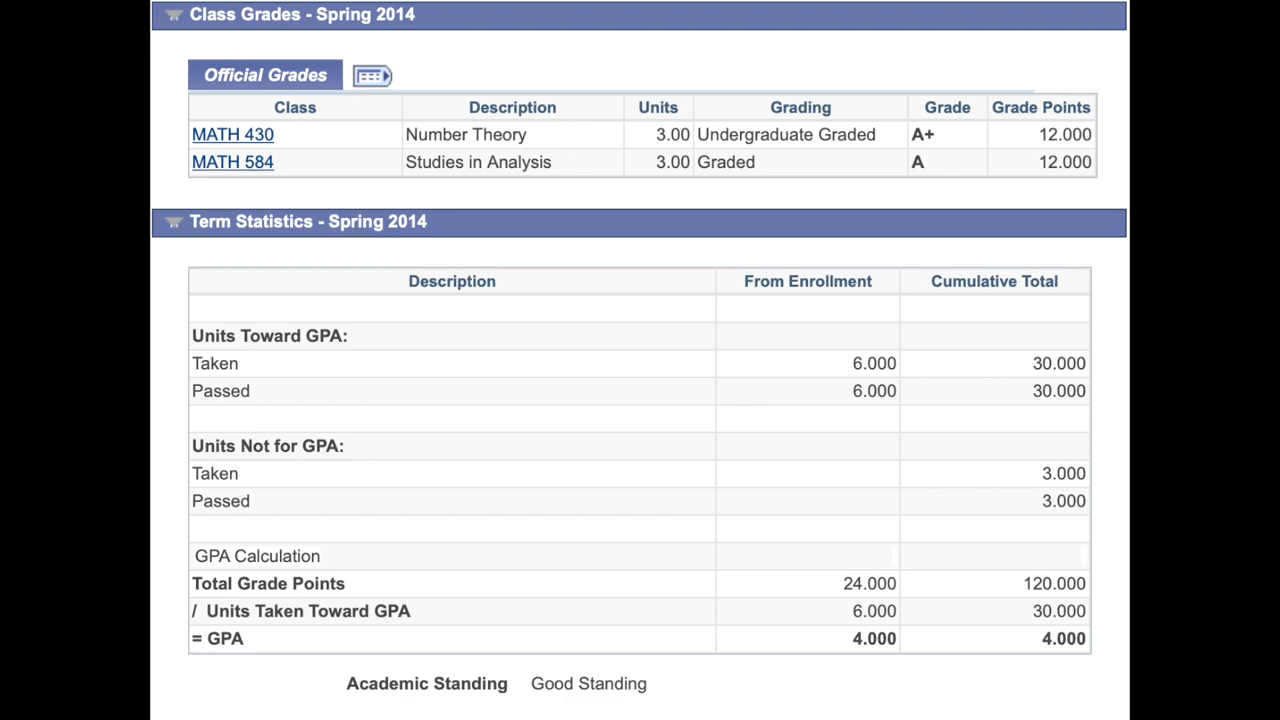 Class Grades - Spring 2014
Official Grades
Class Description Units Grading Grade Grade Points
MATH 430 Number Theory 3.00 Undergraduate Graded A+ 12.000
MATH 584 Studies in Analysis 3.00 Graded A 12.000
Term Statistics - Spring 2014
Description From Enrollment Cumulative Total
Units Toward GPA:
Taken 6.000 30.000
Passed 6.000 30.000
Units Not for GPA:
Taken 3.000
Passed 3.000
GPA Calculation
Total Grade Points 24.000 120.000
/ Units Taken Toward GPA 6.000 30.000
= GPA 4.000 4.000
Academic Standing Good Standing